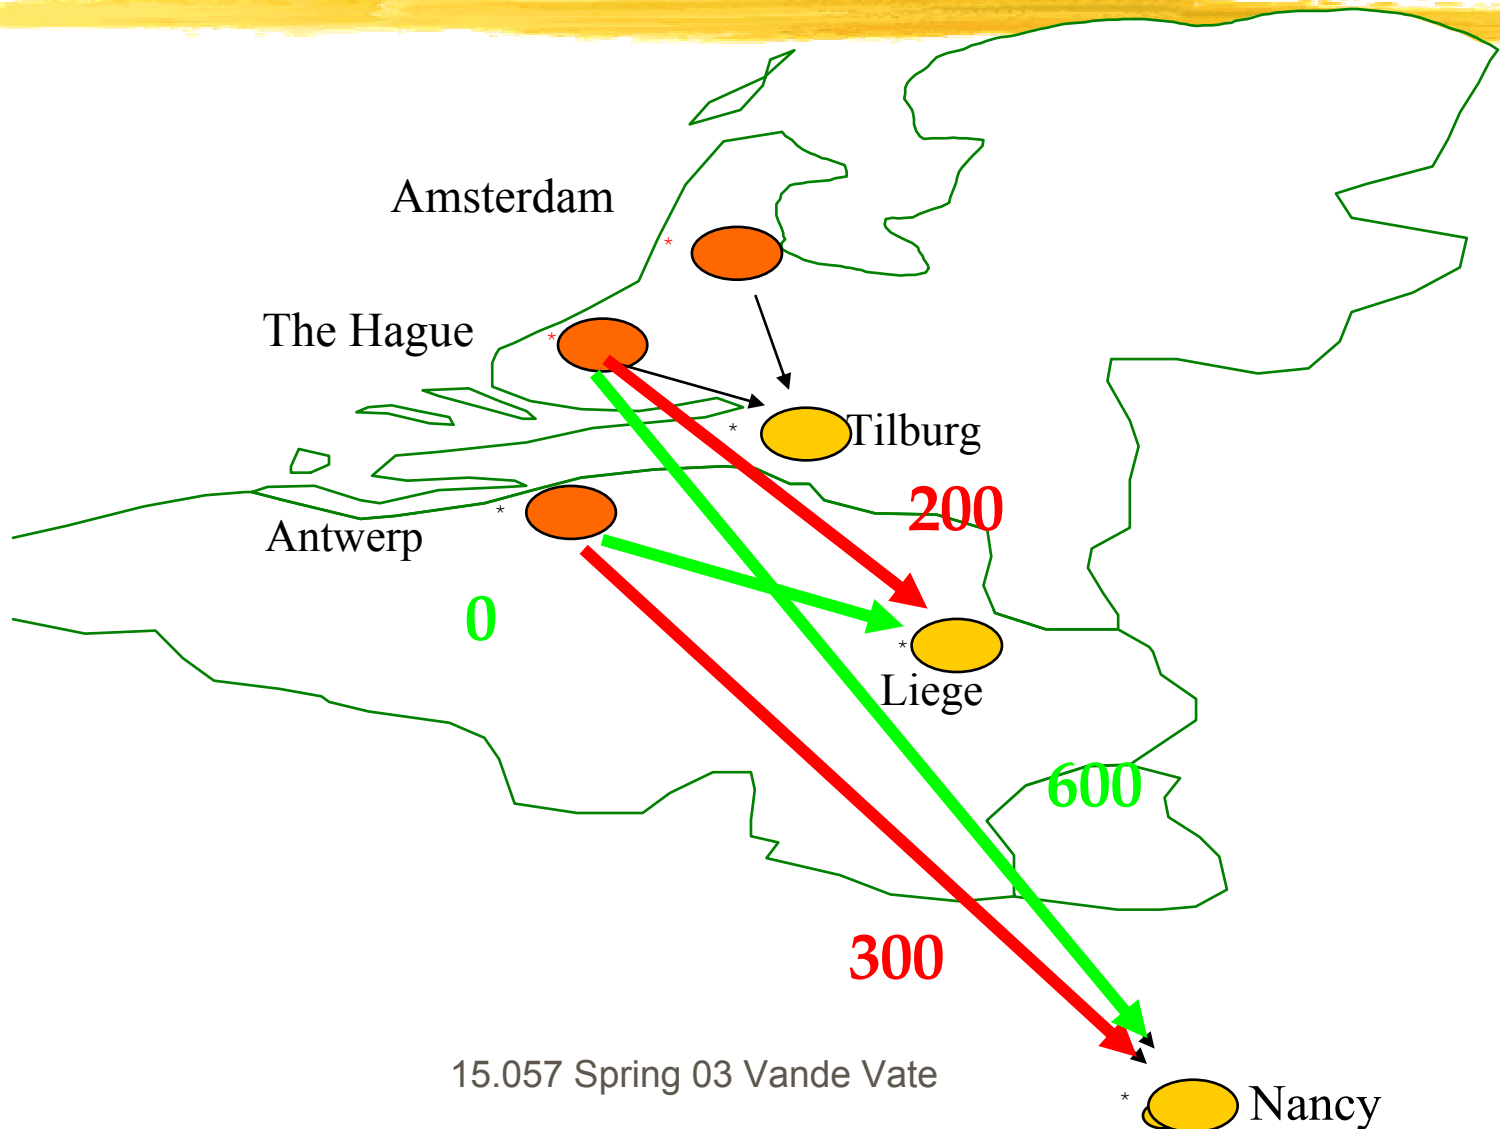 Amsterdam
*
The Hague
*
* Tilburg
200
*
Antwerp
0
*
Liege
600
300
15.057 Spring 03 Vande Vate
*
Nancy